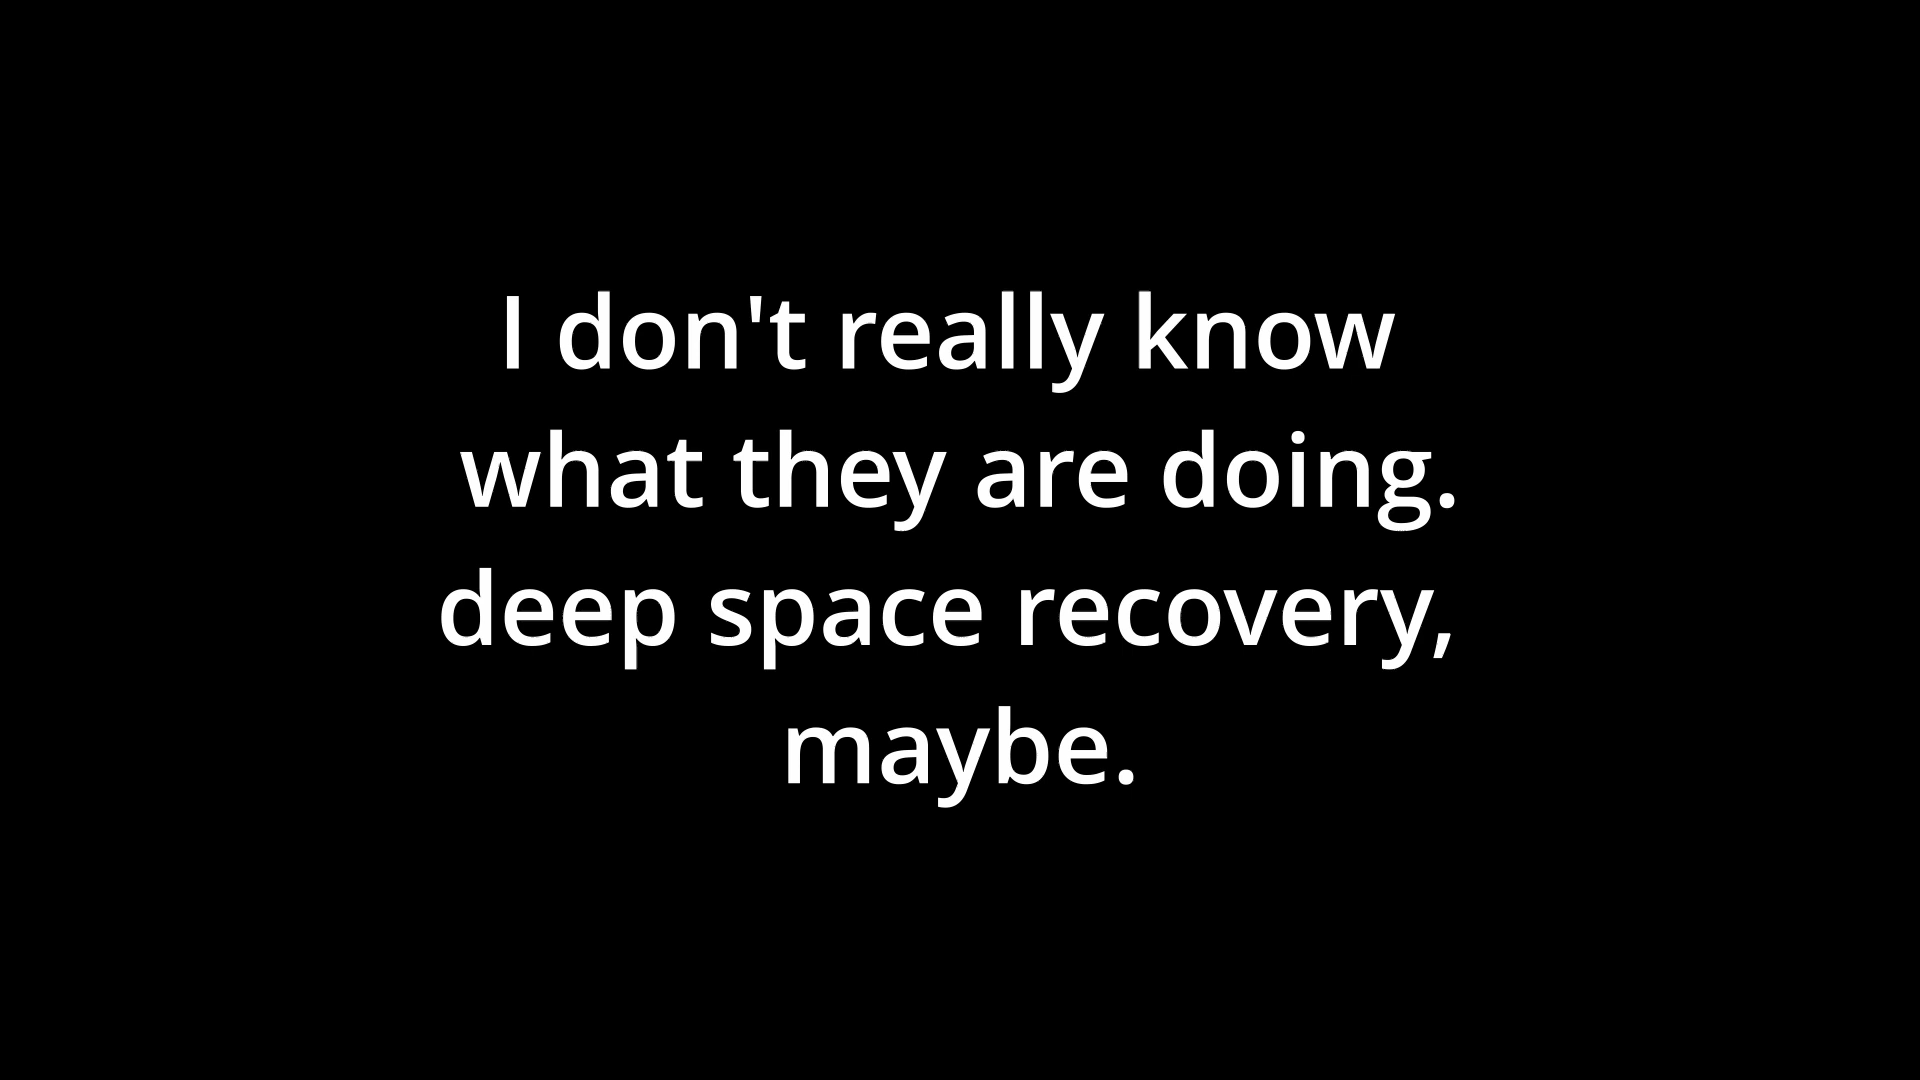 I don't really know
what they are doing.
deep space recovery,
maybe.